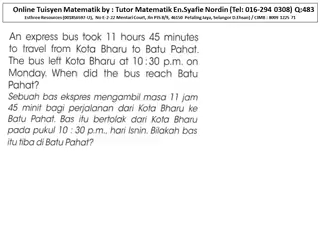 Online Tuisyen Matematik by : Tutor Matematik En.Syafie Nordin (Tel: 016-294 0308) Q:483
An express bus took 11 hours 45 minutes
to travel from Kota Bharu to Batu Pahat.
The bus left Kota Bharu at 10:30 p.m. on
Monday. When did the bus reach Batu
Pahat?
Sebuah bas ekspres mengambil masa 11 jam
45 minit bagi perjalanan dari Kota Bharu ke
Batu Pahat. Bas itu bertolak dari Kota Bharu
pada pukul 10 : 30 p.m., hari Isnin. Bilakah bas
itu tiba di Batu Pahat?